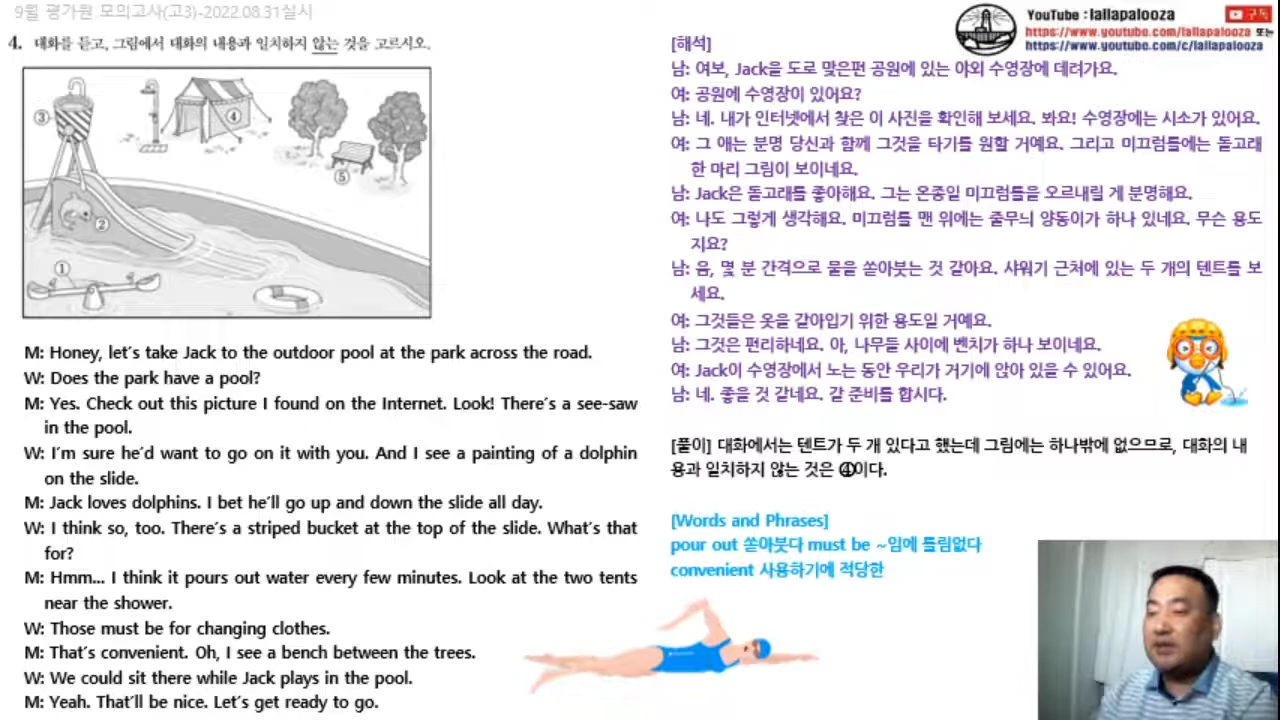 9월 평가원 모의고사(고3)-2022.08.31실시
4. 대화를 듣고, 그림에서 대화의 내용과 일치하지 않는 것을 고르시오.
③
④
⑤
②
①
M: Honey, let's take Jack to the outdoor pool at the park across the road.
W: Does the park have a pool?
M: Yes. Check out this picture I found on the Internet. Look! There's a see-saw
in the pool.
W: I'm sure he'd want to go on it with you. And I see a painting of a dolphin
on the slide.
M: Jack loves dolphins. I bet he'll go up and down the slide all day.
W: I think so, too. There's a striped bucket at the top of the slide. What's that
for?
M: Hmm... I think it pours out water every few minutes. Look at the two tents
near the shower.
W: Those must be for changing clothes.
M: That's convenient. Oh, I see a bench between the trees.
W: We could sit there while Jack plays in the pool.
M: Yeah. That'll be nice. Let's get ready to go.
[해석]
남: 여보, Jack을 도로 맞은편 공원에 있는 야외 수영장에 데려가요.
여: 공원에 수영장이 있어요?
남: 네. 내가 인터넷에서 찾은 이 사진을 확인해 보세요. 봐요! 수영장에는 시소가 있어요.
여: 그 애는 분명 당신과 함께 그것을 타기를 원할 거예요. 그리고 미끄럼틀에는 돌고래
한 마리 그림이 보이네요.
남: Jack은 돌고래를 좋아해요. 그는 온종일 미끄럼틀을 오르내릴 게 분명해요.
여: 나도 그렇게 생각해요. 미끄럼틀 맨 위에는 줄무늬 양동이가 하나 있네요. 무슨 용도
지요?
남: 음, 몇 분 간격으로 물을 쏟아붓는 것 같아요. 샤워기 근처에 있는 두 개의 텐트를 보
세요.
여: 그것들은 옷을 갈아입기 위한 용도일 거예요.
남: 그것은 편리하네요. 아, 나무들 사이에 벤치가 하나 보이네요.
여: Jack이 수영장에서 노는 동안 우리가 거기에 앉아 있을 수 있어요.
남: 네. 좋을 것 같네요. 갈 준비를 합시다.
[풀이] 대화에서는 텐트가 두 개 있다고 했는데 그림에는 하나밖에 없으므로, 대화의 내
용과 일치하지 않는 것은 ④이다.
[Words and Phrases]
pour out 쏟아붓다 must be ~임에 틀림없다
convenient 사용하기에 적당한
YouTube : lallapalooza
구독
https://www.youtube.com/lallapalooza 또는
https://www.youtube.com/c/lallapalooza